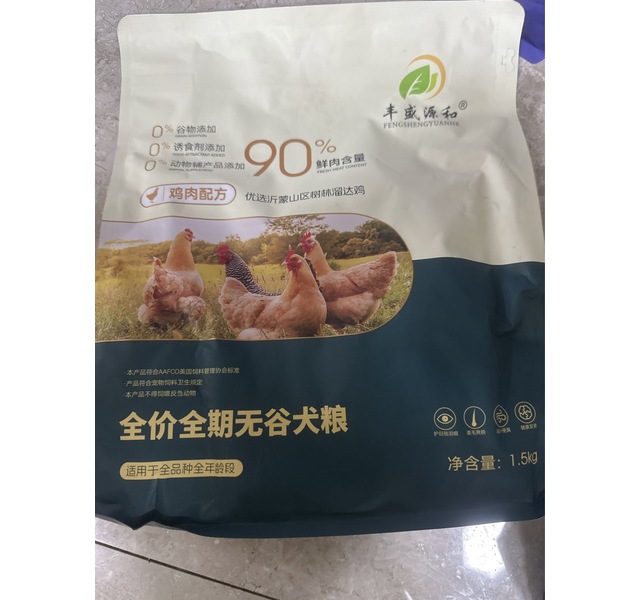 丰盛源和®
FENGSHENGYUANHE
0%谷物添加
0%诱食剂添加
0%动物辅产品添加
90%鲜肉含量
FRESH MEAT CONTENT
鸡肉配方
优选沂蒙山区树林溜达鸡
·本产品符合AAFCO美国饲料管理协会标准
·产品符合宠物饲料卫生规定
·本产品不得饲喂反刍动物
全价全期无谷犬粮
适用于全品种全年龄段
净含量：1.5kg